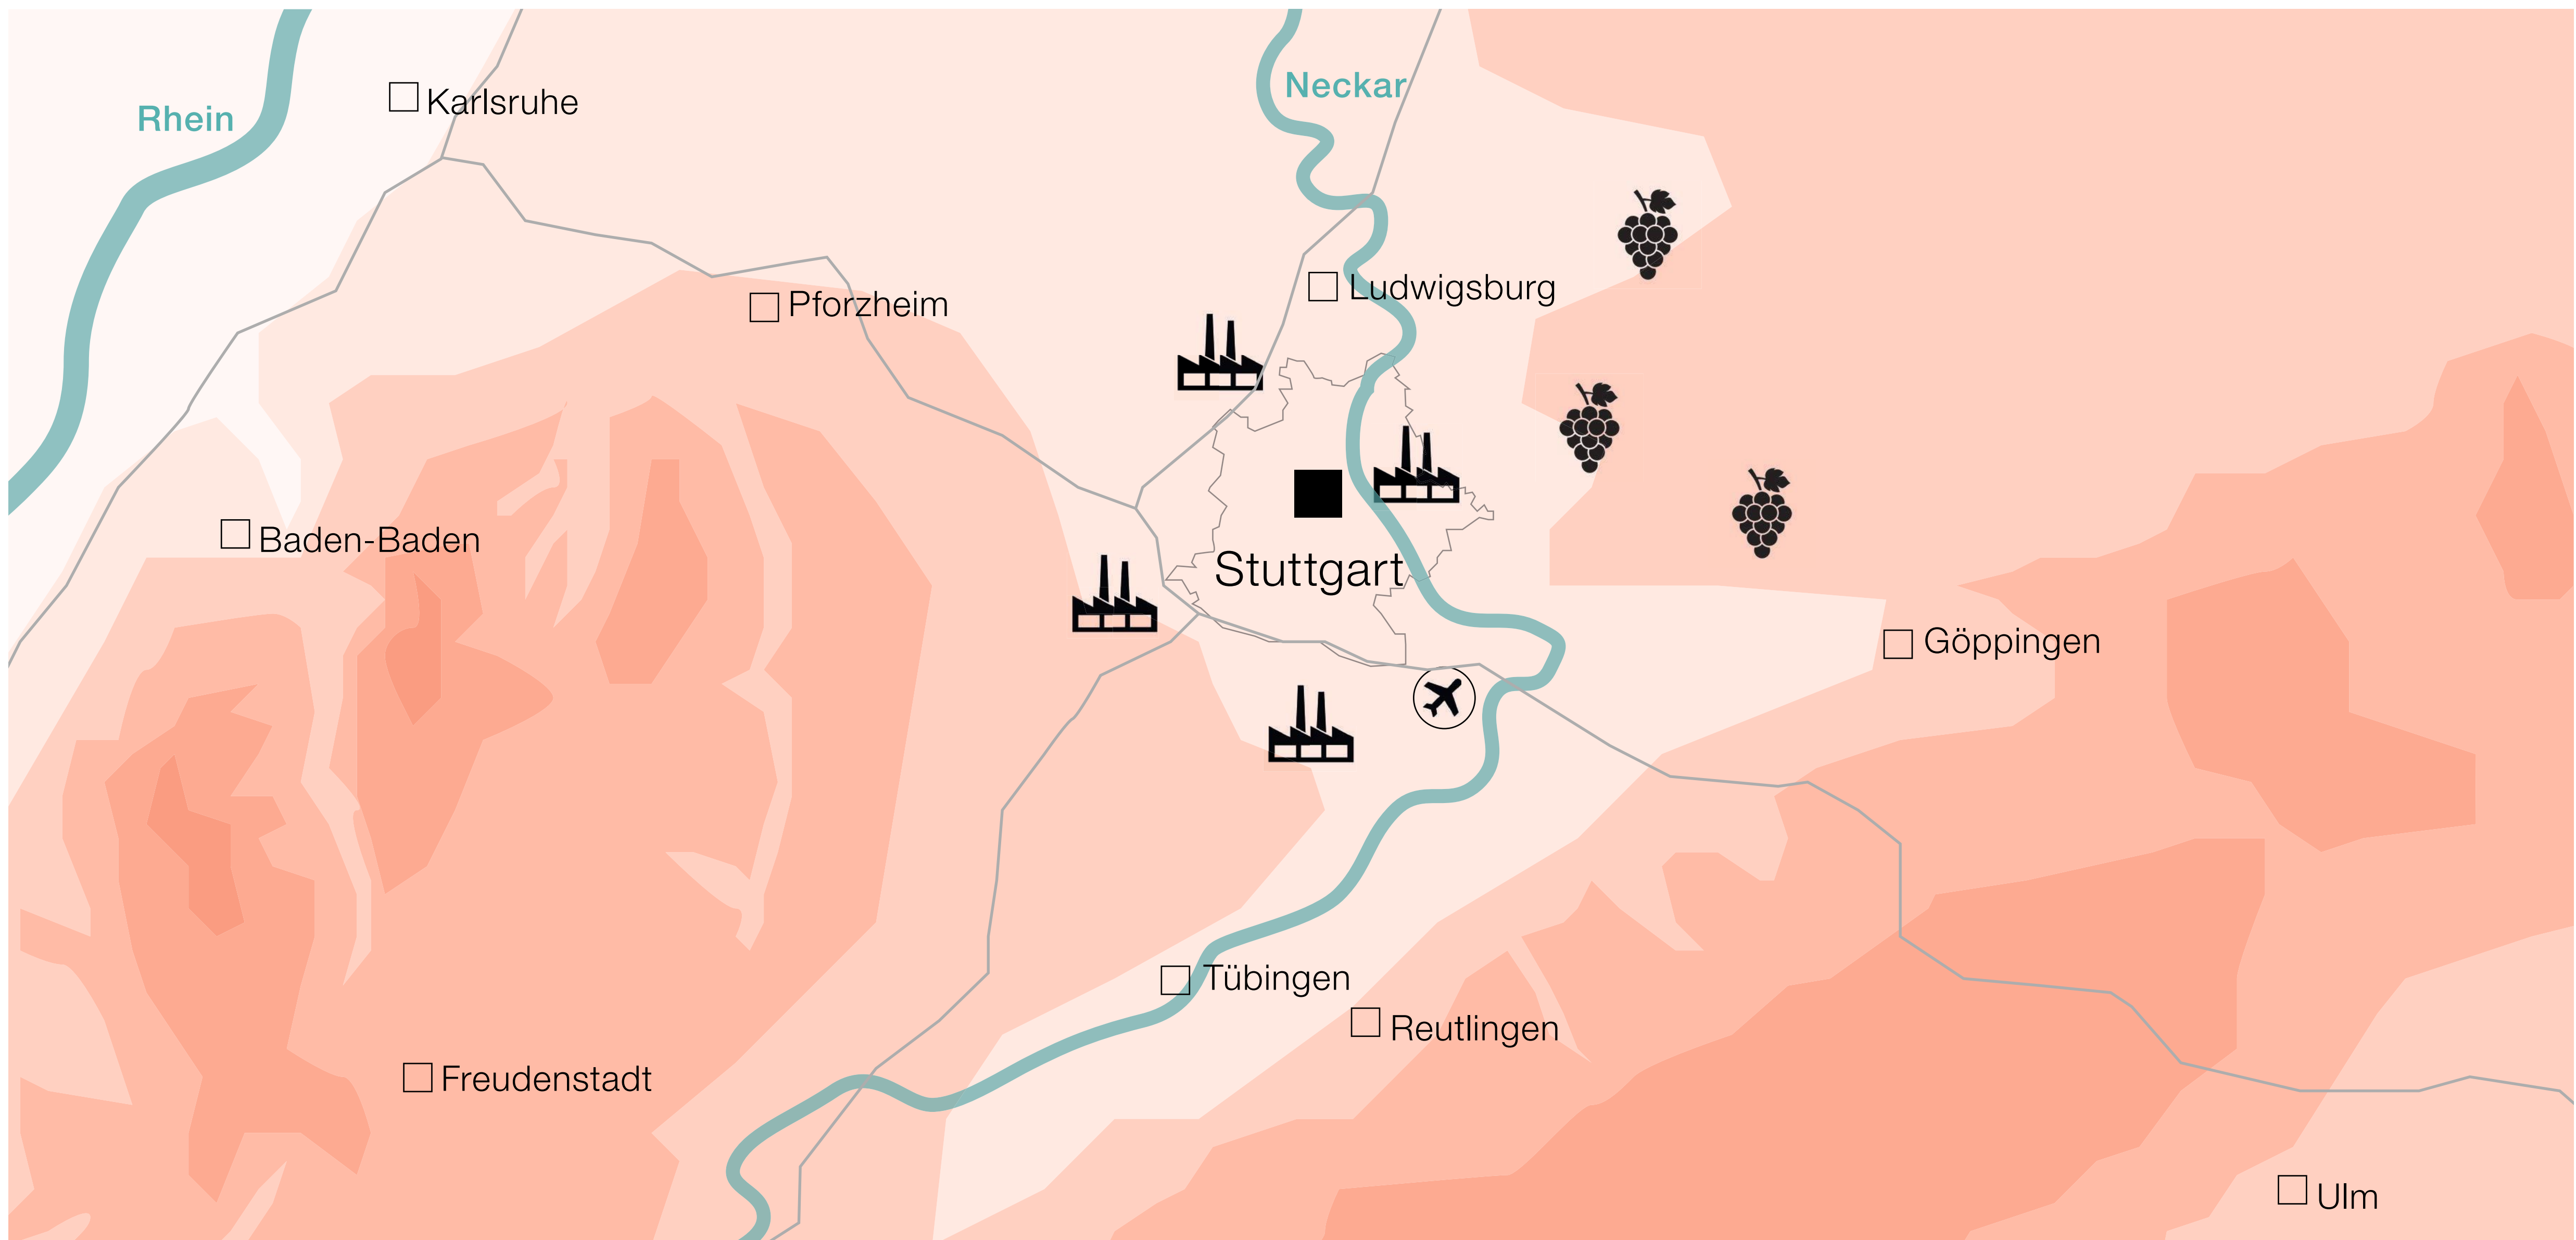 Neckar
Karlsruhe
Rhein
Ludwigsburg
Pforzheim
Baden-Baden
Stuttgart
Göppingen
Tübingen
Reutlingen
Freudenstadt
Ulm